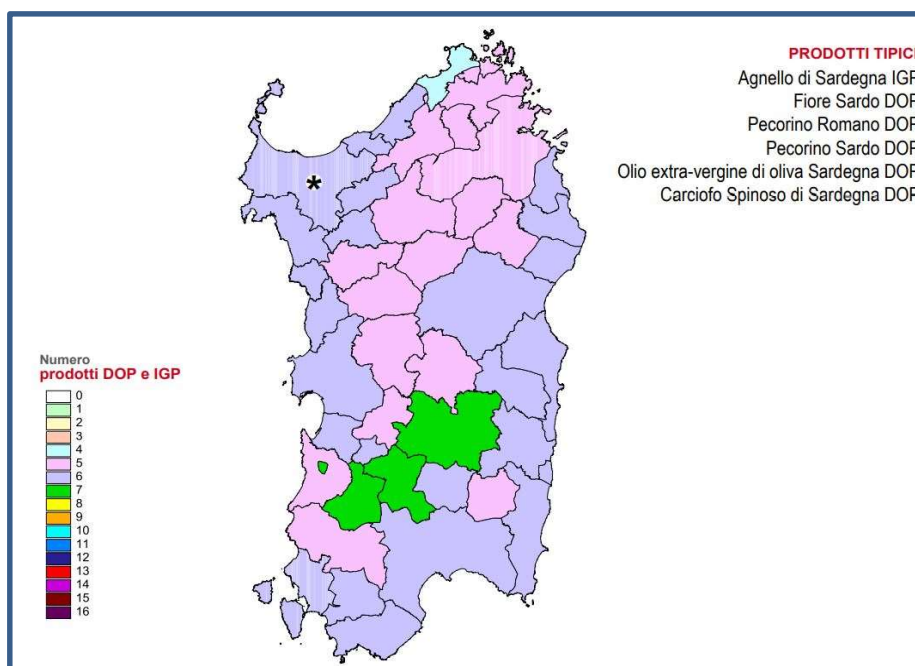 PRODOTTI TIPICI
Agnello di Sardegna IGP
Fiore Sardo DOP
Pecorino Romano DOP
Pecorino Sardo DOP
Olio extra-vergine di oliva Sardegna DOP
Carciofo Spinoso di Sardegna DOP
*
Numero
prodotti DOP e IGP
0
1
2
3
4
5
6
7
8
9
10
11
12
13
14
15
16